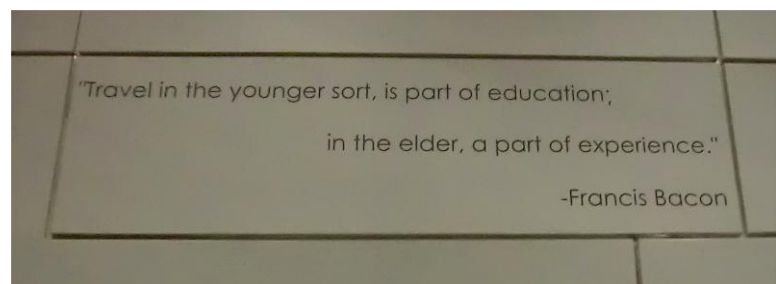 "Travel in the younger sort, is part of education;
in the elder, a part of experience."
-Francis Bacon